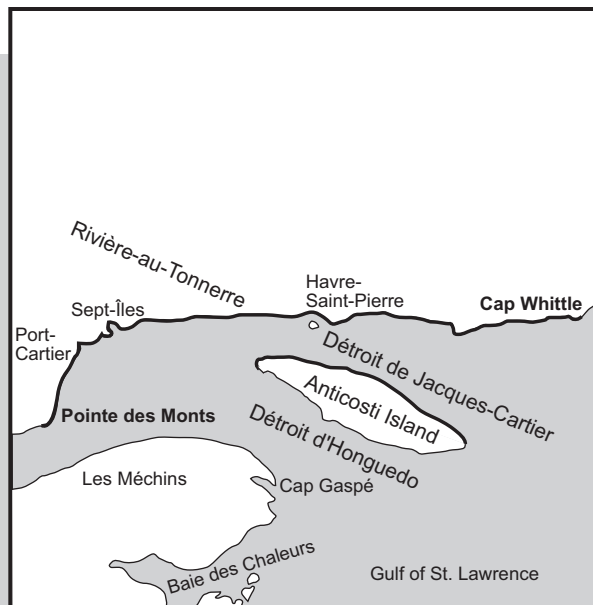 Rivière-au-Tonnerre
Havre-
Saint-Pierre
Cap Whittle
Sept-Îles
Port-
Cartier
Détroit de Jacques-Cartier
Anticosti Island
Pointe des Monts
Détroit d'Honguedo
Les Méchins
Cap Gaspé
Baie des Chaleurs
Gulf of St. Lawrence